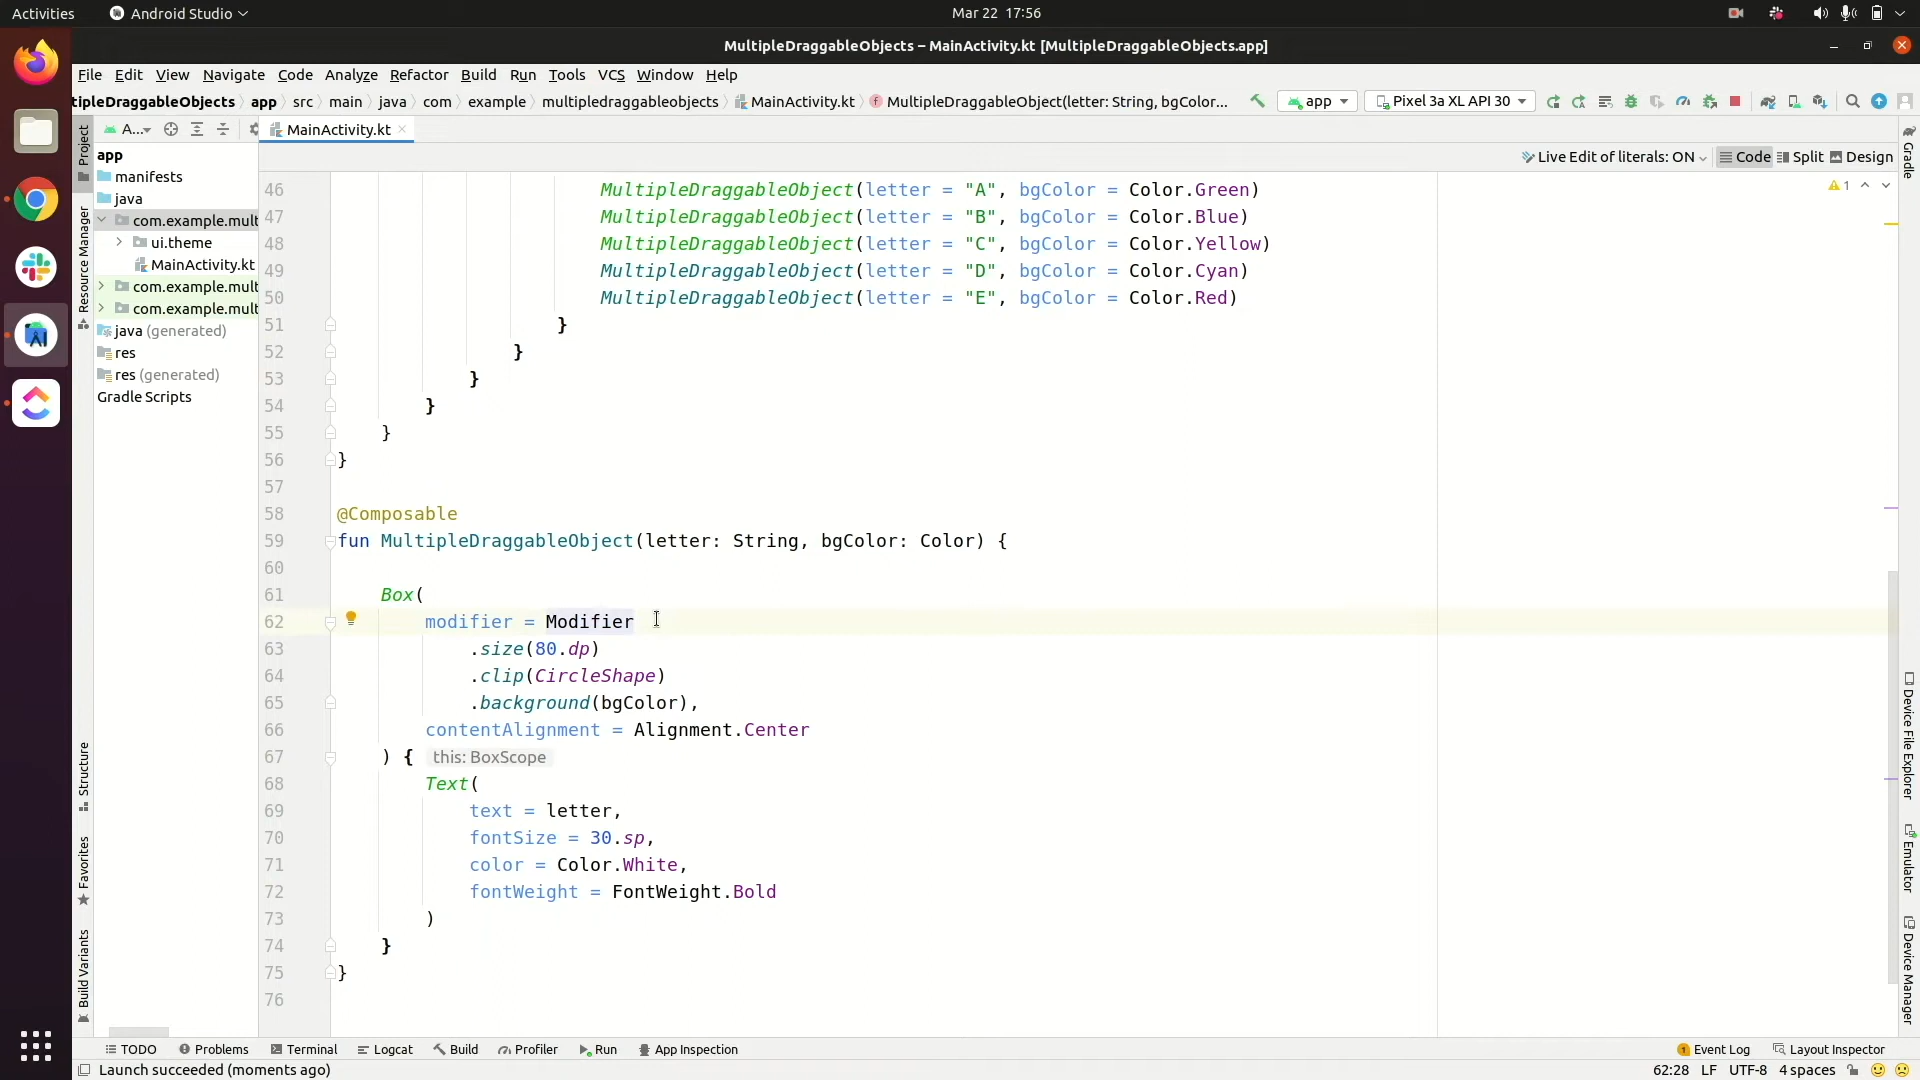 Activities
Android Studio
Mar 22 17:56
MultipleDraggableObjects – MainActivity.kt [MultipleDraggableObjects.app]
File Edit View Navigate Code Analyze Refactor Build Run Tools VCS Window Help
tipleDraggableObjects app src main java com example multipledraggableobjects MainActivity.kt MultipleDraggableObject(letter: String, bgColor... app Pixel 3a XL API 30
A... MainActivity.kt
Live Edit of literals: ON Code Split Design
Project
Resource Manager
Structure
Favorites
Build Variants
app
manifests
java
com.example.mult
ui.theme
MainActivity.kt
com.example.mult
com.example.mult
java (generated)
res
res (generated)
Gradle Scripts
1
46 MultipleDraggableObject(letter = "A", bgColor = Color.Green)
47 MultipleDraggableObject(letter = "B", bgColor = Color.Blue)
48 MultipleDraggableObject(letter = "C", bgColor = Color.Yellow)
49 MultipleDraggableObject(letter = "D", bgColor = Color.Cyan)
50 MultipleDraggableObject(letter = "E", bgColor = Color.Red)
51 }
52 }
53 }
54 }
55 }
56 }
57
58 @Composable
59 fun MultipleDraggableObject(letter: String, bgColor: Color) {
60
61 Box(
62 modifier = Modifier
63 .size(80.dp)
64 .clip(CircleShape)
65 .background(bgColor),
66 contentAlignment = Alignment.Center
67 ) { this: BoxScope
68 Text(
69 text = letter,
70 fontSize = 30.sp,
71 color = Color.White,
72 fontWeight = FontWeight.Bold
73 )
74 }
75 }
76
Gradle
Device File Explorer
Emulator
Device Manager
TODO Problems Terminal Logcat Build Profiler Run App Inspection
1 Event Log Layout Inspector
Launch succeeded (moments ago)
62:28 LF UTF-8 4 spaces